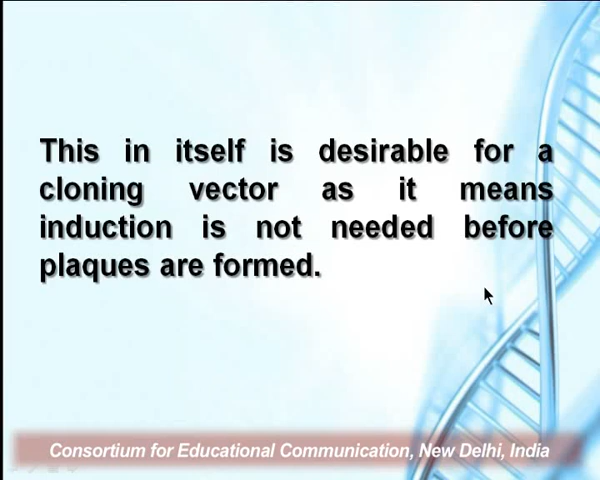 This in itself is desirable for a
cloning vector as it means
induction is not needed before
plaques are formed.
Consortium for Educational Communication, New Delhi, India